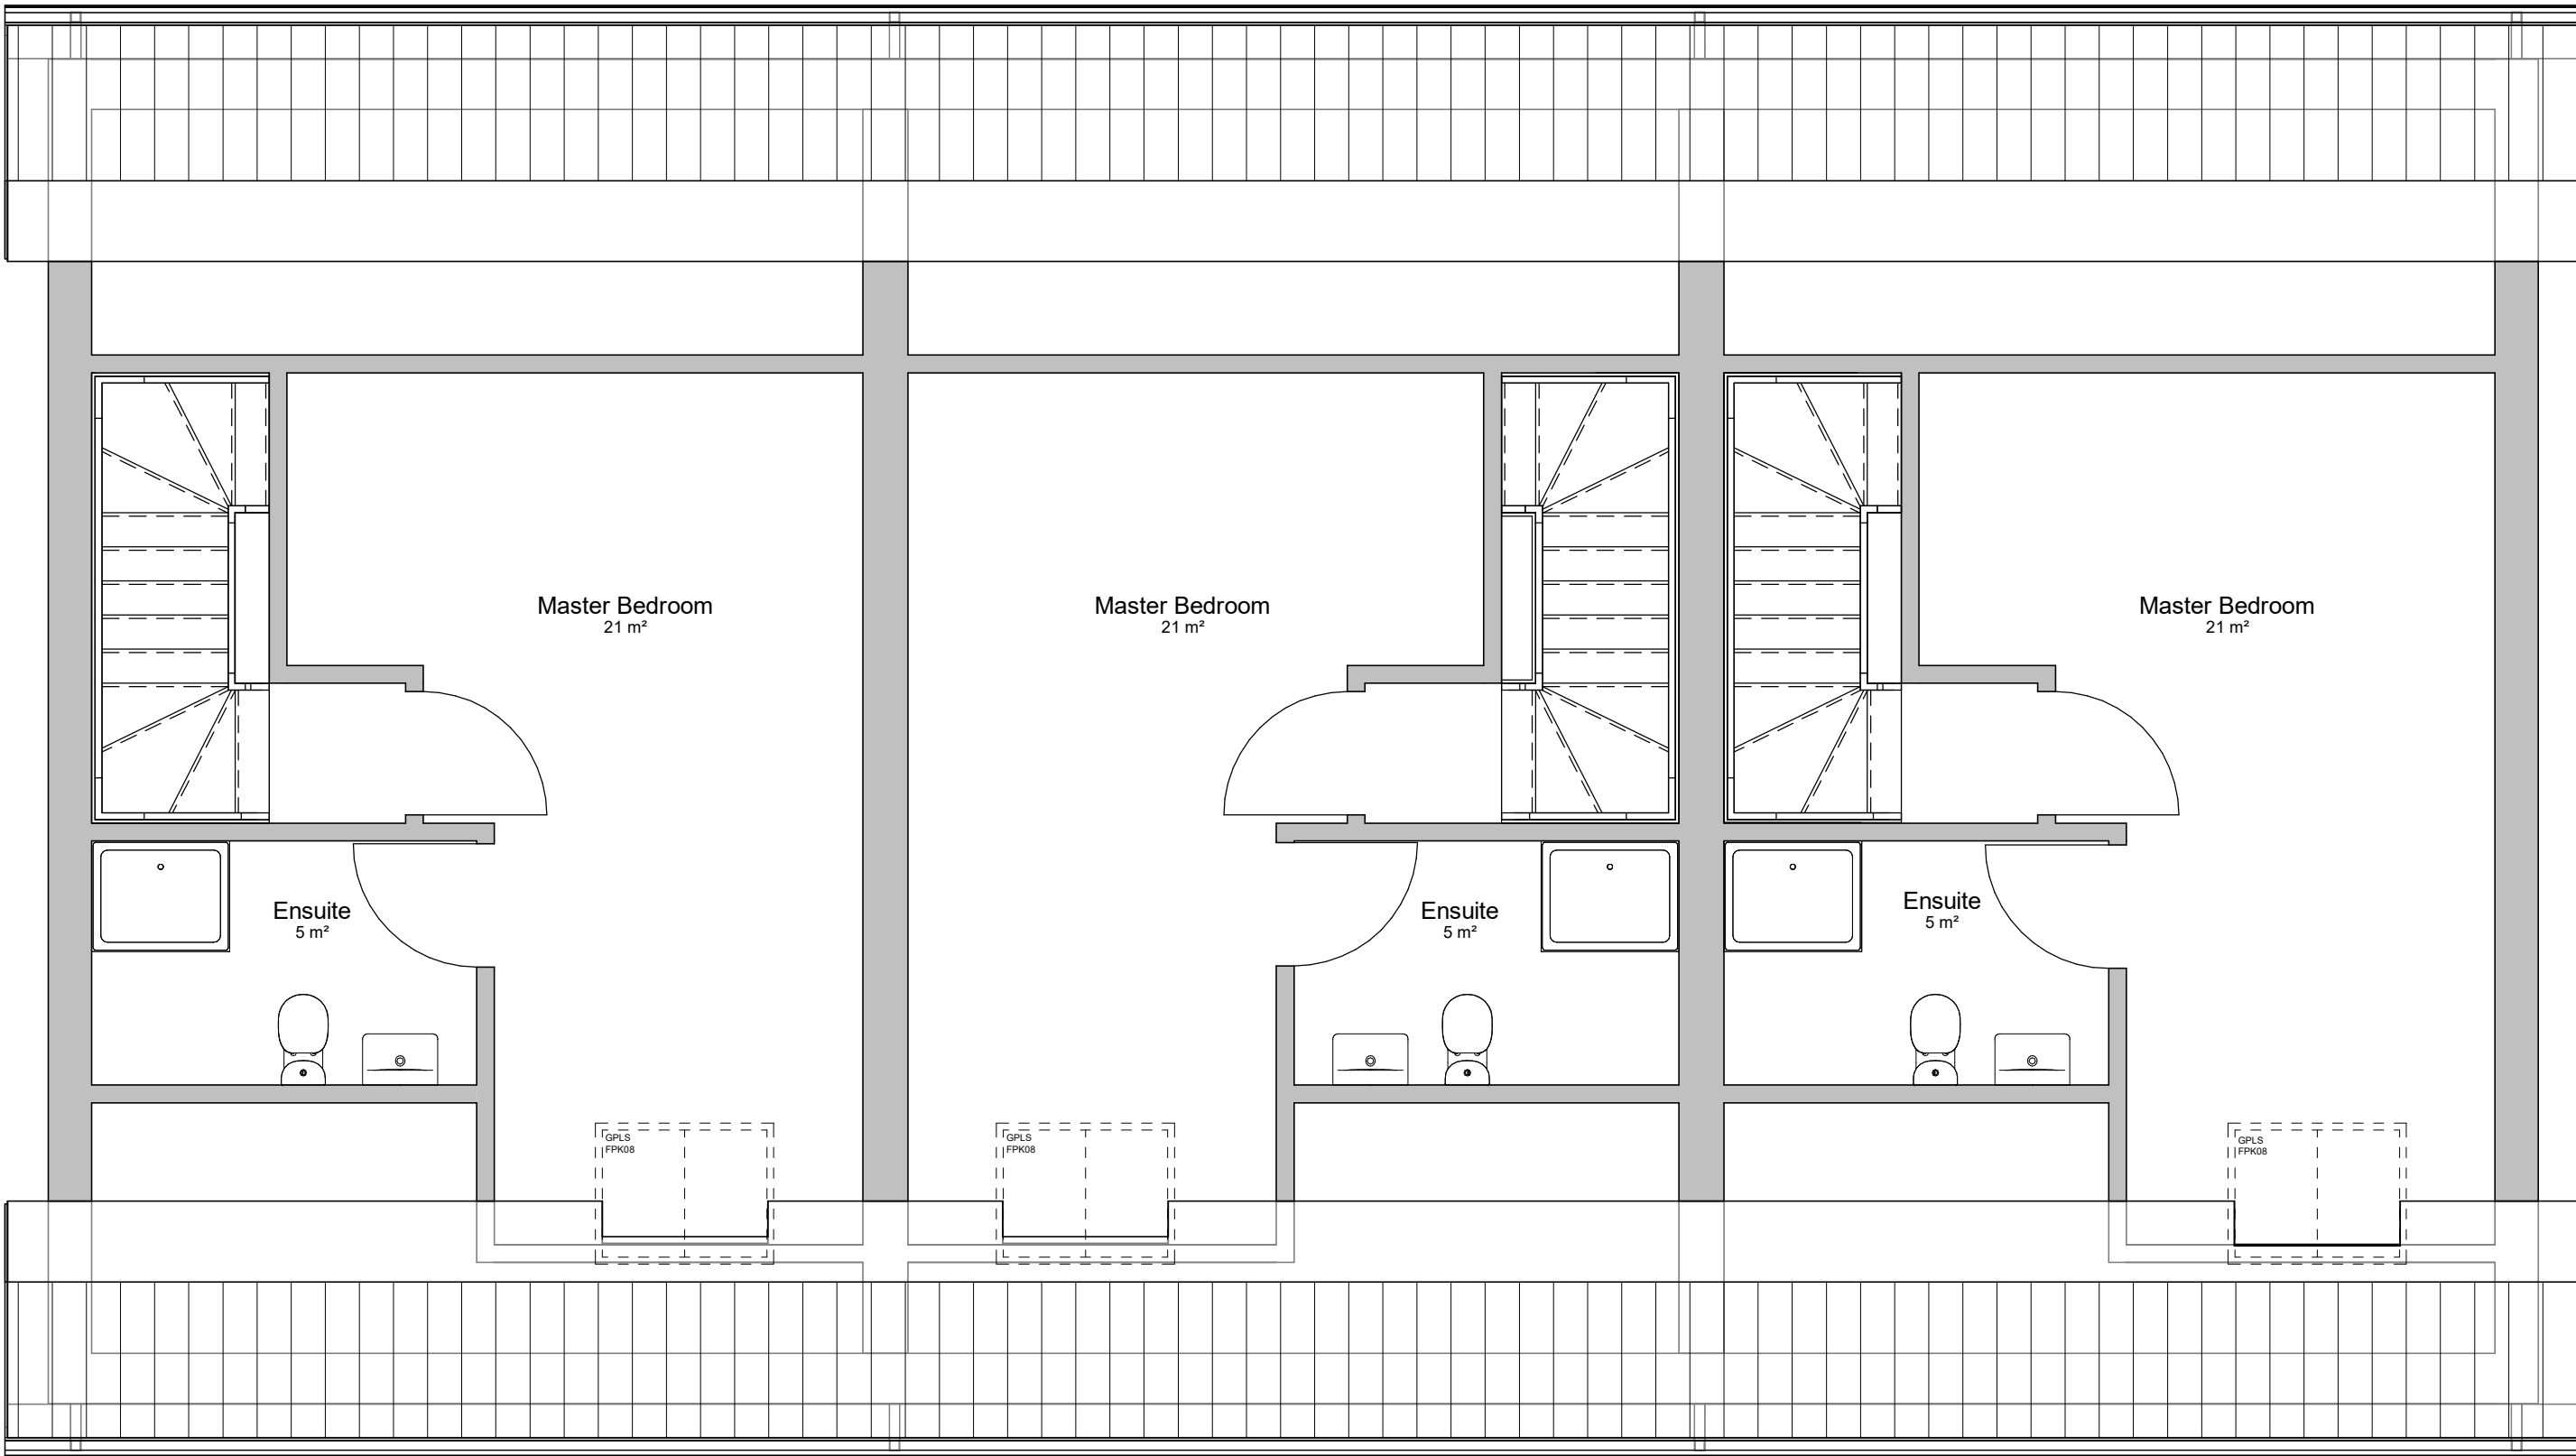 Master Bedroom
21 m²
Master Bedroom
21 m²
Master Bedroom
21 m²
Ensuite
5 m²
Ensuite
5 m²
Ensuite
5 m²
GPLS
FPK08
GPLS
FPK08
GPLS
FPK08